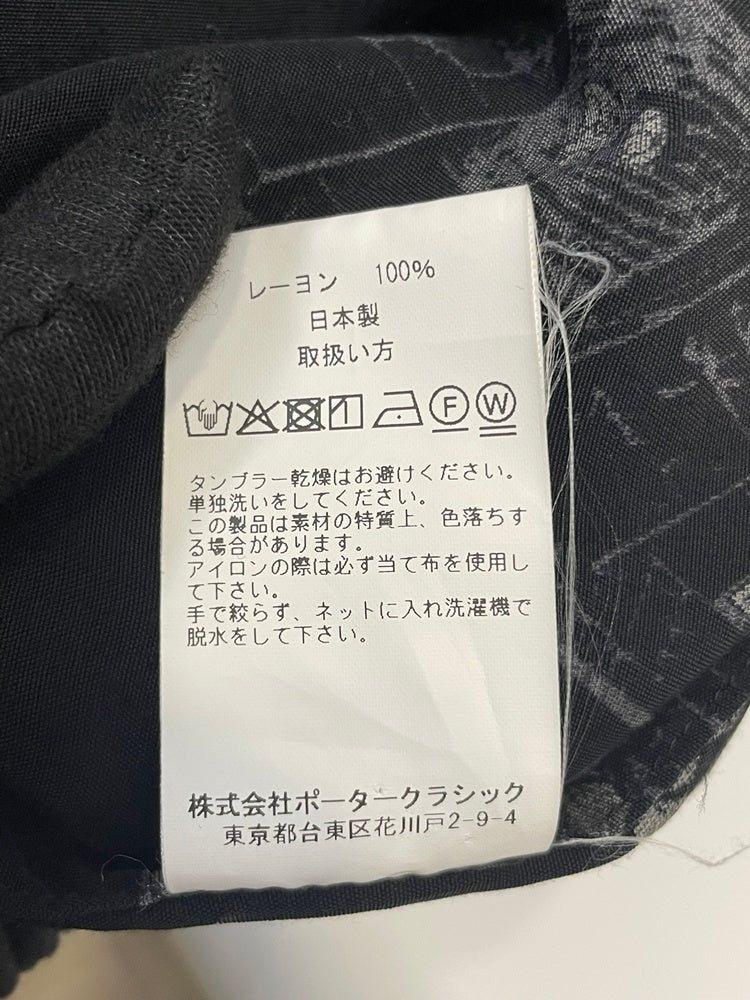 レーヨン 100%
日本製
取扱い方
F W
タンブラー乾燥はお避けください。
単独洗いをしてください。
この製品は素材の特質上、色落ちす
る場合があります。
アイロンの際は必ず当て布を使用し
て下さい。
手で絞らず、ネットに入れ洗濯機で
脱水をして下さい。
株式会社ポータークラシック
東京都台東区花川戸2-9-4